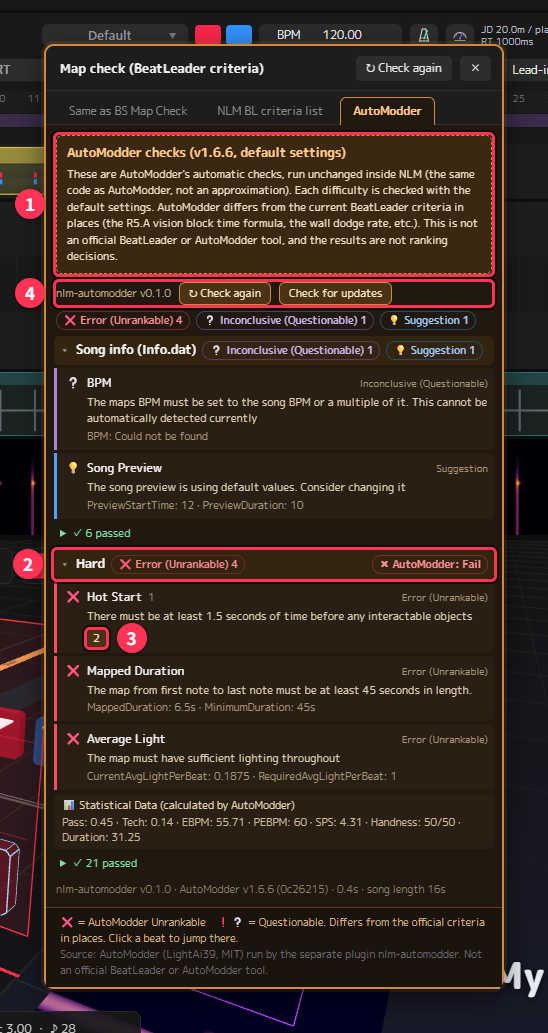 Default
BPM 120.00
JD 20.0m / pla
RT 1000ms
RT
Map check (BeatLeader criteria)
↻ Check again
✕
Lead-in
0
11
25
Same as BS Map Check
NLM BL criteria list
AutoModder
AutoModder checks (v1.6.6, default settings)
These are AutoModder's automatic checks, run unchanged inside NLM (the same
code as AutoModder, not an approximation). Each difficulty is checked with the
default settings. AutoModder differs from the current BeatLeader criteria in
places (the R5.A vision block time formula, the wall dodge rate, etc.). This is not
an official BeatLeader or AutoModder tool, and the results are not ranking
decisions.
1
4
nlm-automodder v0.1.0
↻ Check again
Check for updates
❌ Error (Unrankable) 4
❔ Inconclusive (Questionable) 1
💡 Suggestion 1
▾ Song info (Info.dat)
❔ Inconclusive (Questionable) 1
💡 Suggestion 1
❔ BPM
Inconclusive (Questionable)
The maps BPM must be set to the song BPM or a multiple of it. This cannot be
automatically detected currently
BPM: Could not be found
💡 Song Preview
Suggestion
The song preview is using default values. Consider changing it
PreviewStartTime: 12 · PreviewDuration: 10
▶ ✓ 6 passed
2
▾ Hard
❌ Error (Unrankable) 4
✖ AutoModder: Fail
❌ Hot Start 1
Error (Unrankable)
There must be at least 1.5 seconds of time before any interactable objects
2
3
❌ Mapped Duration
Error (Unrankable)
The map from first note to last note must be at least 45 seconds in length.
MappedDuration: 6.5s · MinimumDuration: 45s
❌ Average Light
Error (Unrankable)
The map must have sufficient lighting throughout
CurrentAvgLightPerBeat: 0.1875 · RequiredAvgLightPerBeat: 1
📊 Statistical Data (calculated by AutoModder)
Pass: 0.45 · Tech: 0.14 · EBPM: 55.71 · PEBPM: 60 · SPS: 4.31 · Handness: 50/50 ·
Duration: 31.25
▶ ✓ 21 passed
nlm-automodder v0.1.0 · AutoModder v1.6.6 (0c26215) · 0.4s · song length 16s
❌ = AutoModder Unrankable ❗❔ = Questionable. Differs from the official criteria
in places. Click a beat to jump there.
Source: AutoModder (LightAi39, MIT) run by the separate plugin nlm-automodder. Not
an official BeatLeader or AutoModder tool.
My
3.00 · ♪ 28